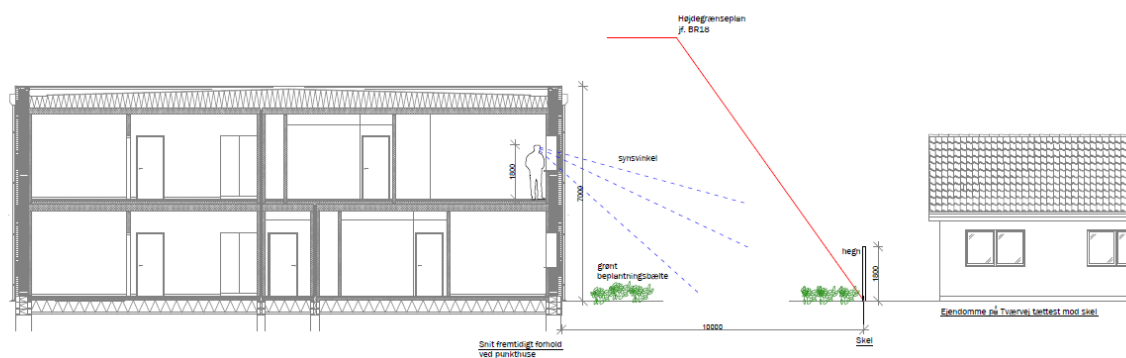 Højdegrænseplan
jf. BR18
synsvinkel
1800
7000
hegn
1800
grønt
beplantningsbælte
10000
Ejendomme på Tværvej tættest mod skel
Snit fremtidigt forhold
ved punkthuse
Skel